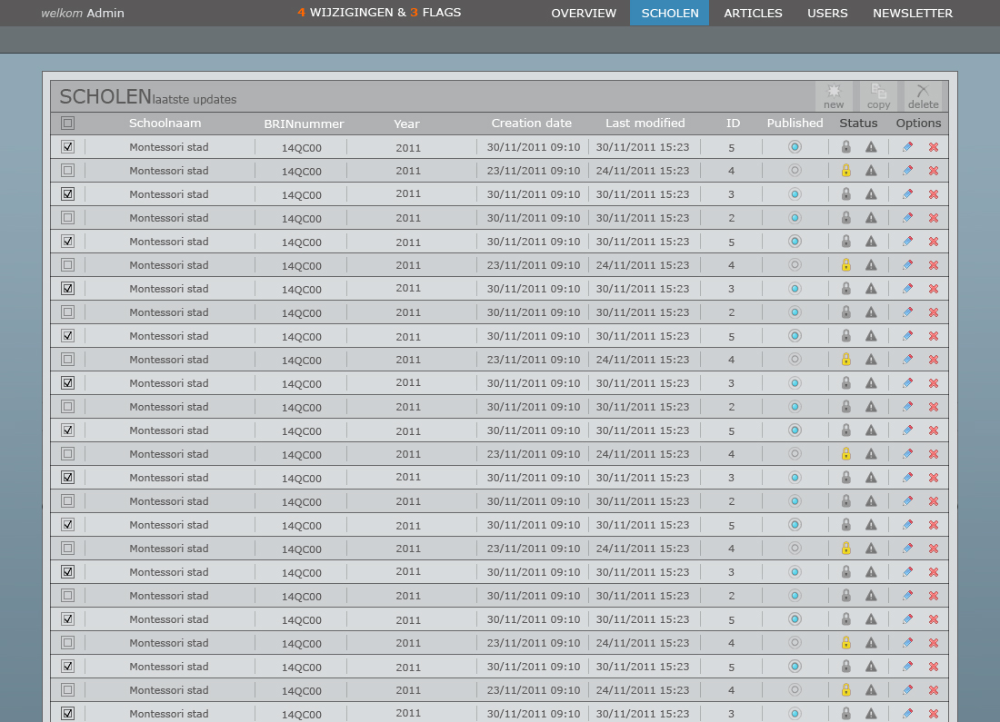 welkom Admin 4 WIJZIGINGEN & 3 FLAGS OVERVIEW SCHOLEN ARTICLES USERS NEWSLETTER
SCHOLEN laatste updates new copy delete
Schoolnaam BRINnummer Year Creation date Last modified ID Published Status Options
Montessori stad 14QC00 2011 30/11/2011 09:10 30/11/2011 15:23 5
Montessori stad 14QC00 2011 23/11/2011 09:10 24/11/2011 15:23 4
Montessori stad 14QC00 2011 30/11/2011 09:10 30/11/2011 15:23 3
Montessori stad 14QC00 2011 30/11/2011 09:10 30/11/2011 15:23 2
Montessori stad 14QC00 2011 30/11/2011 09:10 30/11/2011 15:23 5
Montessori stad 14QC00 2011 23/11/2011 09:10 24/11/2011 15:23 4
Montessori stad 14QC00 2011 30/11/2011 09:10 30/11/2011 15:23 3
Montessori stad 14QC00 2011 30/11/2011 09:10 30/11/2011 15:23 2
Montessori stad 14QC00 2011 30/11/2011 09:10 30/11/2011 15:23 5
Montessori stad 14QC00 2011 23/11/2011 09:10 24/11/2011 15:23 4
Montessori stad 14QC00 2011 30/11/2011 09:10 30/11/2011 15:23 3
Montessori stad 14QC00 2011 30/11/2011 09:10 30/11/2011 15:23 2
Montessori stad 14QC00 2011 30/11/2011 09:10 30/11/2011 15:23 5
Montessori stad 14QC00 2011 23/11/2011 09:10 24/11/2011 15:23 4
Montessori stad 14QC00 2011 30/11/2011 09:10 30/11/2011 15:23 3
Montessori stad 14QC00 2011 30/11/2011 09:10 30/11/2011 15:23 2
Montessori stad 14QC00 2011 30/11/2011 09:10 30/11/2011 15:23 5
Montessori stad 14QC00 2011 23/11/2011 09:10 24/11/2011 15:23 4
Montessori stad 14QC00 2011 30/11/2011 09:10 30/11/2011 15:23 3
Montessori stad 14QC00 2011 30/11/2011 09:10 30/11/2011 15:23 2
Montessori stad 14QC00 2011 30/11/2011 09:10 30/11/2011 15:23 5
Montessori stad 14QC00 2011 23/11/2011 09:10 24/11/2011 15:23 4
Montessori stad 14QC00 2011 30/11/2011 09:10 30/11/2011 15:23 5
Montessori stad 14QC00 2011 23/11/2011 09:10 24/11/2011 15:23 4
Montessori stad 14QC00 2011 30/11/2011 09:10 30/11/2011 15:23 3